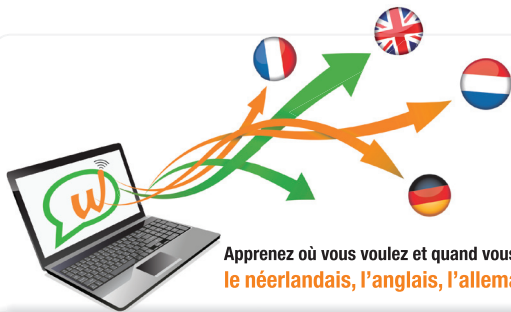 w
Apprenez où vous voulez et quand vous
le néerlandais, l'anglais, l'allema